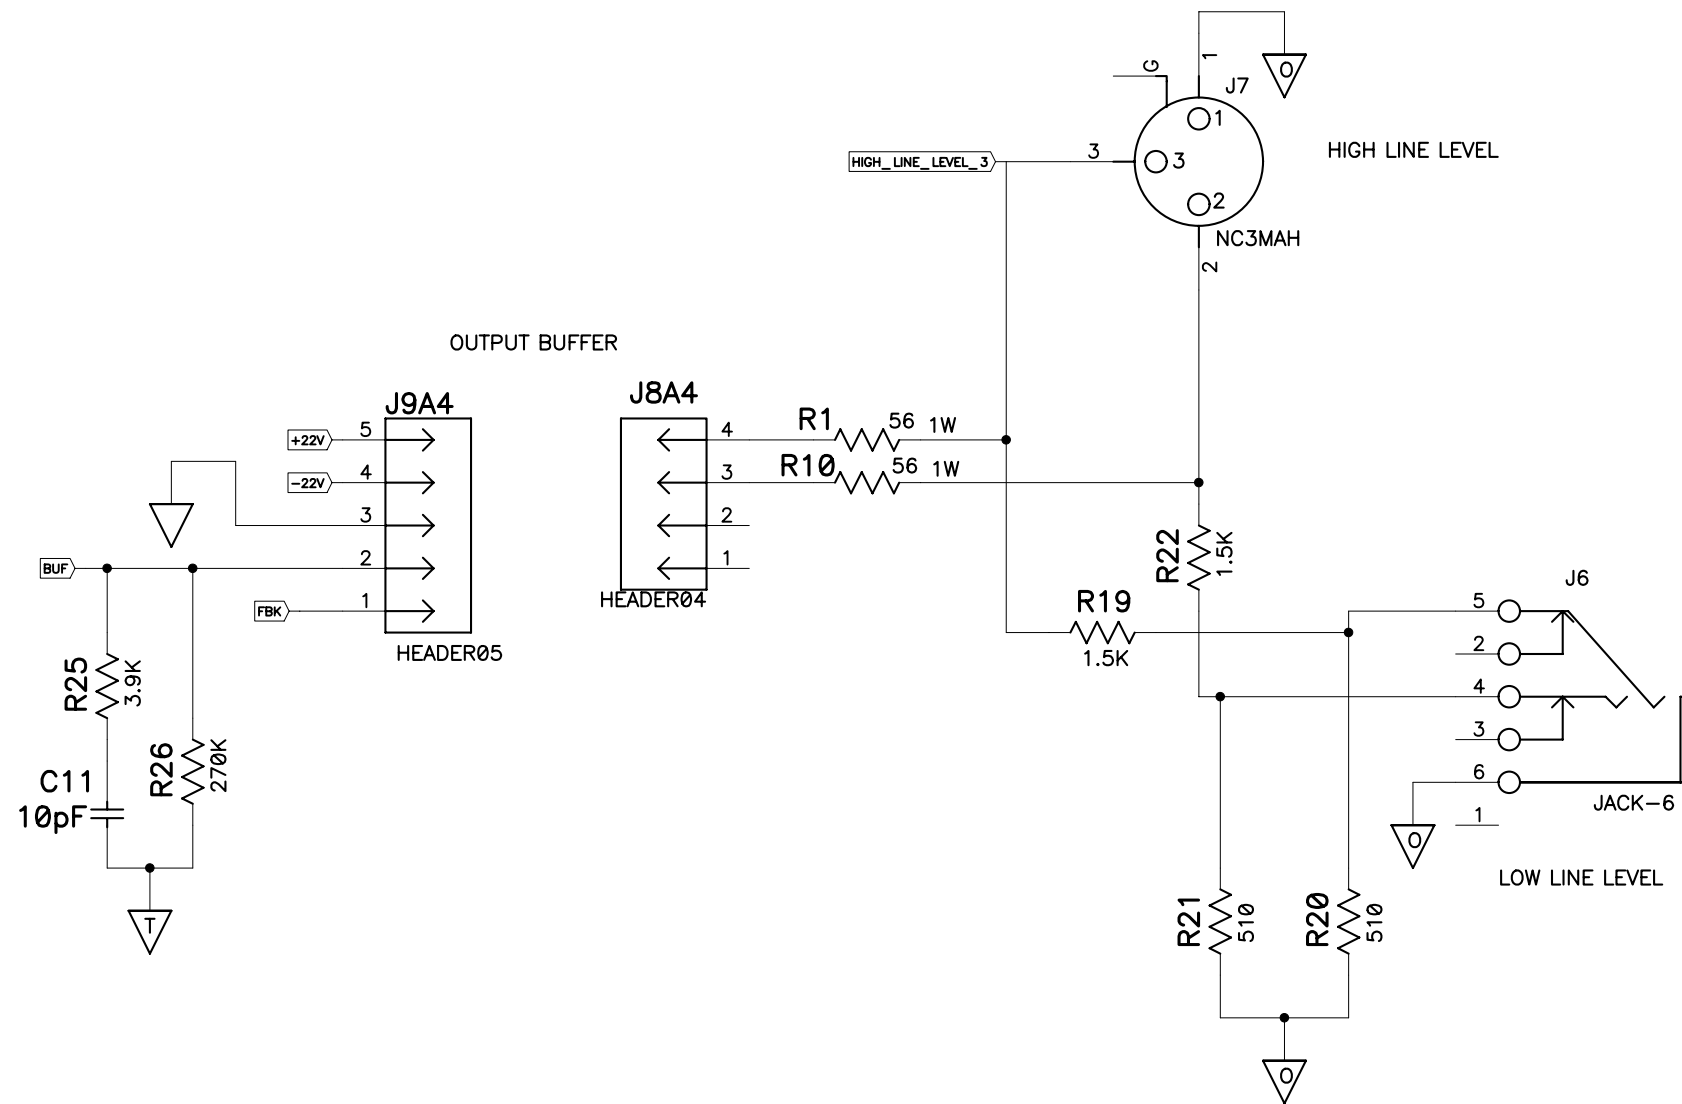 1
G
O
J7
1
HIGH LINE LEVEL
HIGH_LINE_LEVEL_3
3
3
2
NC3MAH
2
OUTPUT BUFFER
J9A4
J8A4
+22V
5
4
R1
56
1W
-22V
4
3
R10
56
1W
3
2
BUF
2
1
R22
1.5K
FBK
1
HEADER04
HEADER05
R19
1.5K
J6
5
2
4
3
6
1
JACK-6
O
LOW LINE LEVEL
R25
3.9K
R26
270K
C11
10pF
T
R21
510
R20
510
O